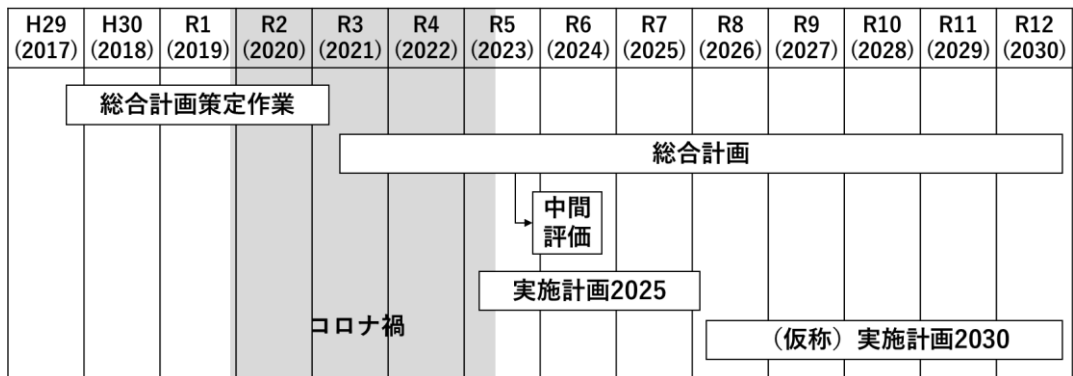 H29 H30 R1 R2 R3 R4 R5 R6 R7 R8 R9 R10 R11 R12
(2017) (2018) (2019) (2020) (2021) (2022) (2023) (2024) (2025) (2026) (2027) (2028) (2029) (2030)
総合計画策定作業
総合計画
中間
評価
実施計画2025
コロナ禍
（仮称）実施計画2030